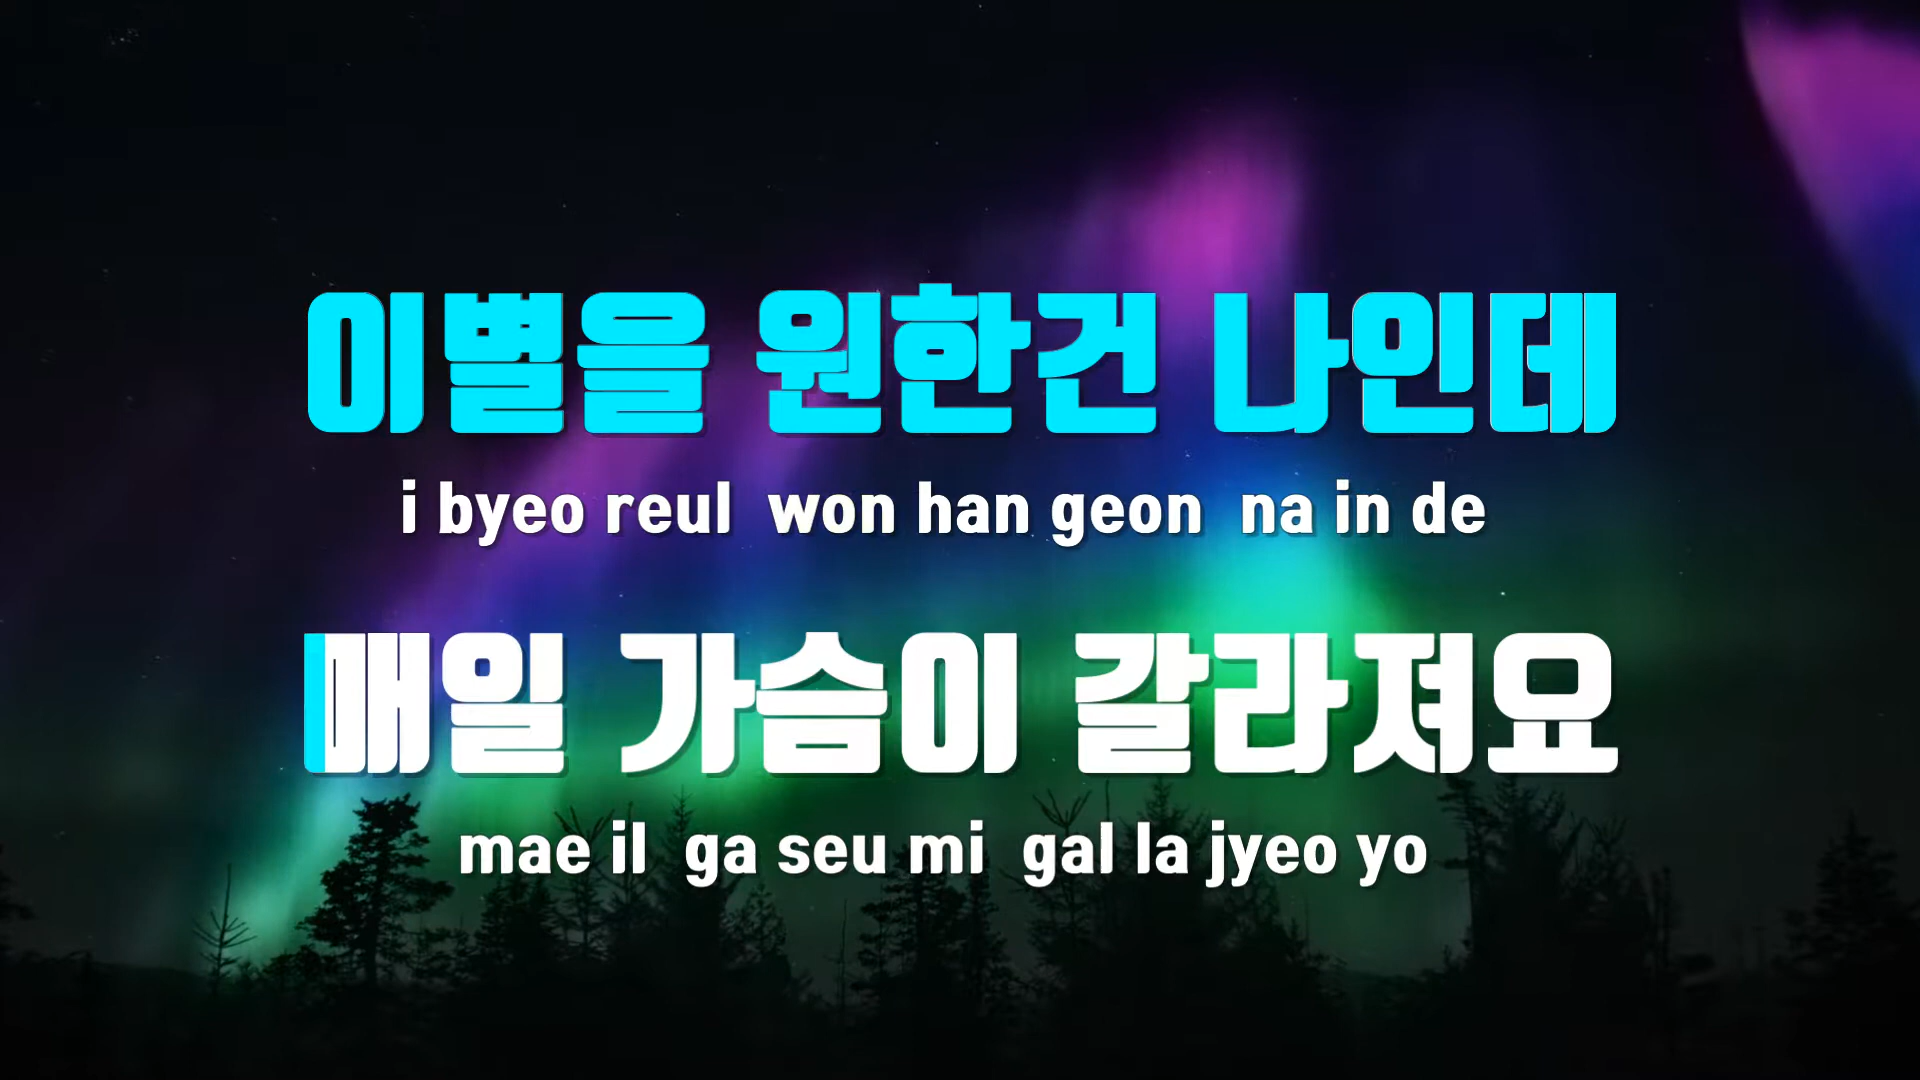 이별을 원한건 나인데
i byeo reul won han geon na in de
매일 가슴이 갈라져요
mae il ga seu mi gal la jyeo yo